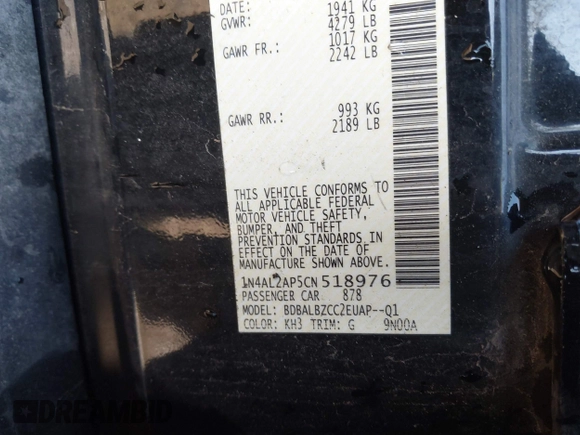 DATE: 1941 KG
GVWR: 4279 LB
1017 KG
GAWR FR.: 2242 LB
993 KG
GAWR RR.: 2189 LB
THIS VEHICLE CONFORMS TO
ALL APPLICABLE FEDERAL
MOTOR VEHICLE SAFETY,
BUMPER, AND THEFT
PREVENTION STANDARDS IN
EFFECT ON THE DATE OF
MANUFACTURE SHOWN ABOVE.
1N4AL2AP5CN518976
PASSENGER CAR 878
MODEL: BDBALBZCC2EUAP--Q1
COLOR: KH3 TRIM: G 9N00A
DREAMBID